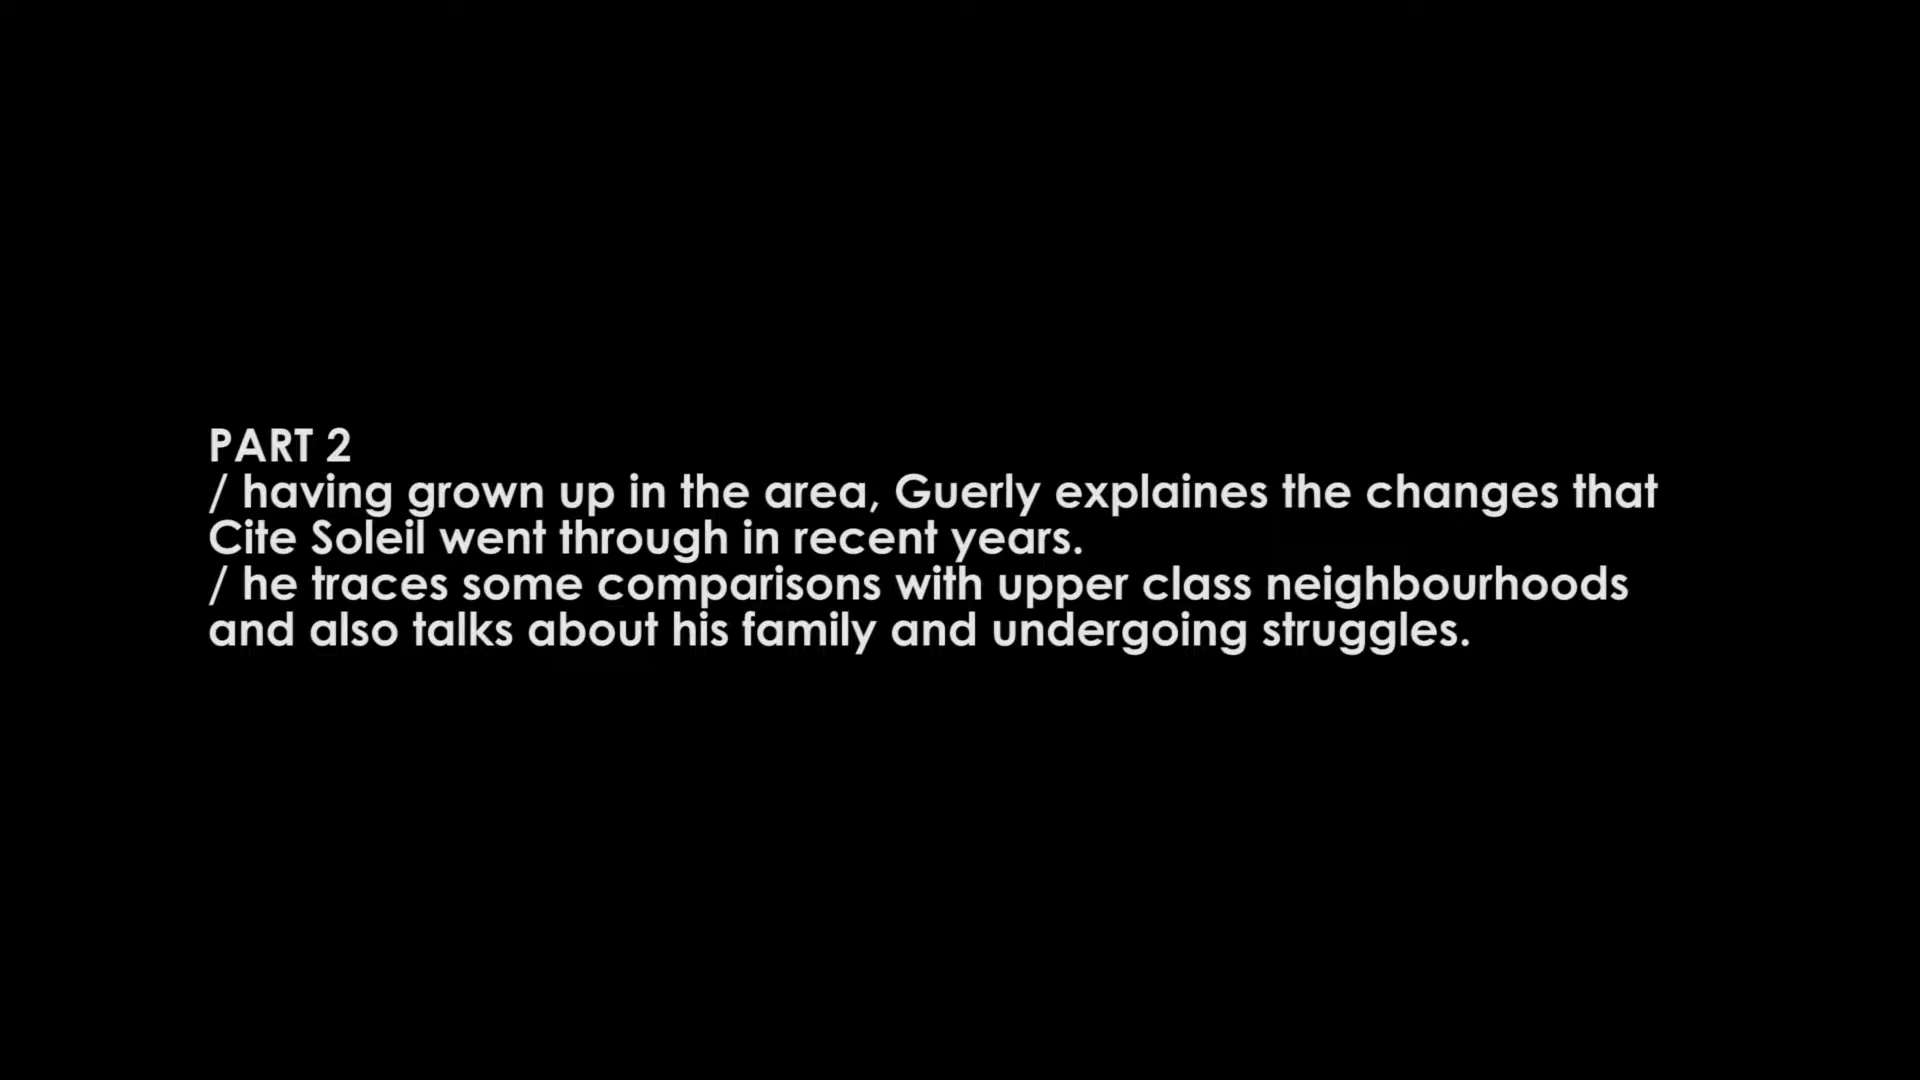 PART 2
/ having grown up in the area, Guerly explaines the changes that
Cite Soleil went through in recent years.
/ he traces some comparisons with upper class neighbourhoods
and also talks about his family and undergoing struggles.